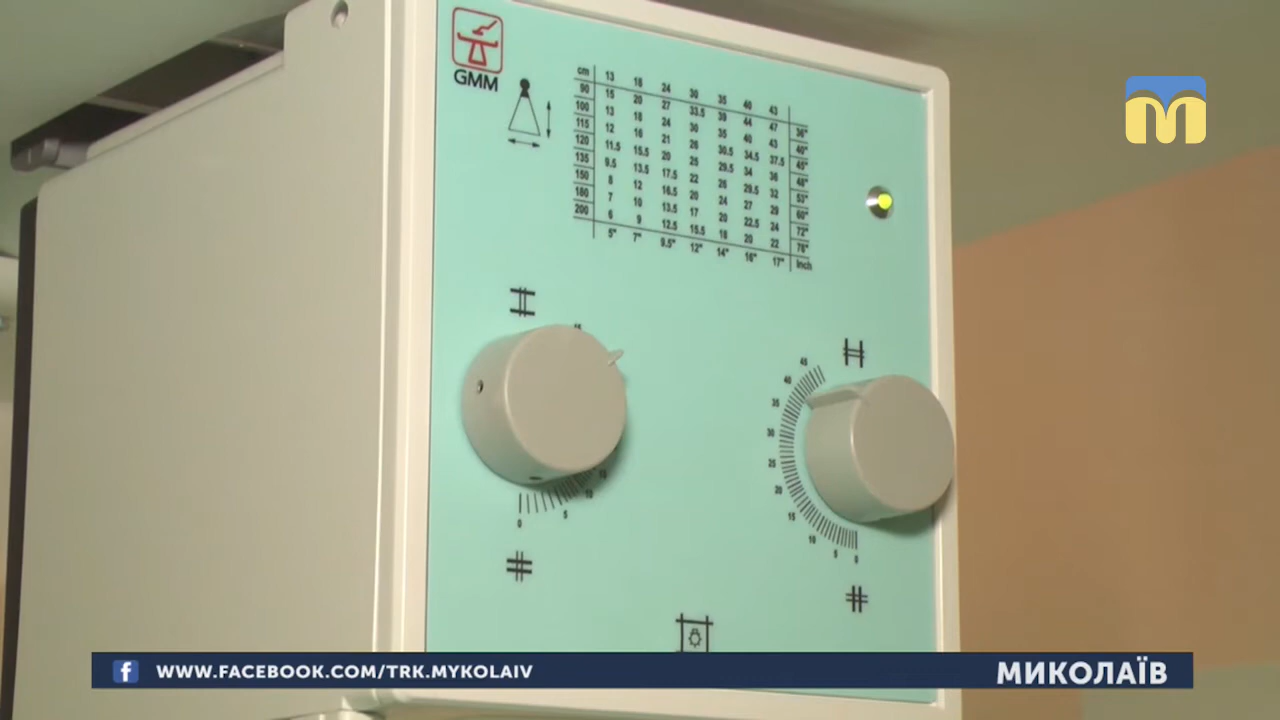 GMM
cm 13 18 24 30 35 40 43
90 15 20 27 33.5 39 44 47 36"
100 13 18 24 30 35 40 43 40"
115 12 16 21 26 30.5 34.5 37.5 45"
120 11.5 15.5 20 25 29.5 34 36 48"
135 9.5 13.5 17.5 22 26 29.5 32 53"
150 8 12 16.5 20 24 27 29 60"
180 7 10 13.5 17 20 22.5 24 72"
200 6 9 12.5 15.5 18 20 22 78"
5" 7" 9.5" 12" 14" 16" 17" Inch
0 5 10
45 40 35 30 25 20 15 10 5 0
WWW.FACEBOOK.COM/TRK.MYKOLAIV
МИКОЛАЇВ